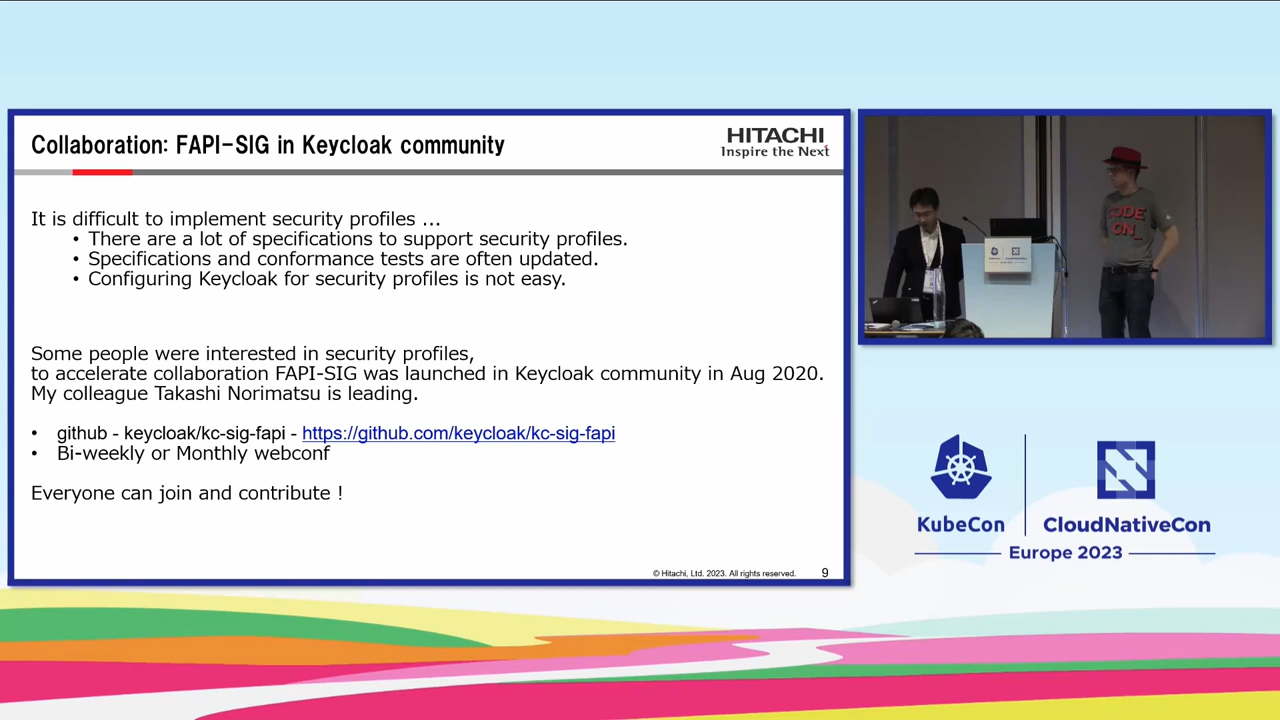 Collaboration: FAPI-SIG in Keycloak community
HITACHI
Inspire the Next
It is difficult to implement security profiles ...
• There are a lot of specifications to support security profiles.
• Specifications and conformance tests are often updated.
• Configuring Keycloak for security profiles is not easy.
Some people were interested in security profiles,
to accelerate collaboration FAPI-SIG was launched in Keycloak community in Aug 2020.
My colleague Takashi Norimatsu is leading.
• github - keycloak/kc-sig-fapi - https://github.com/keycloak/kc-sig-fapi
• Bi-weekly or Monthly webconf
Everyone can join and contribute !
© Hitachi, Ltd. 2023. All rights reserved.
9
CODE
ON_
KubeCon
CloudNativeCon
Europe 2023